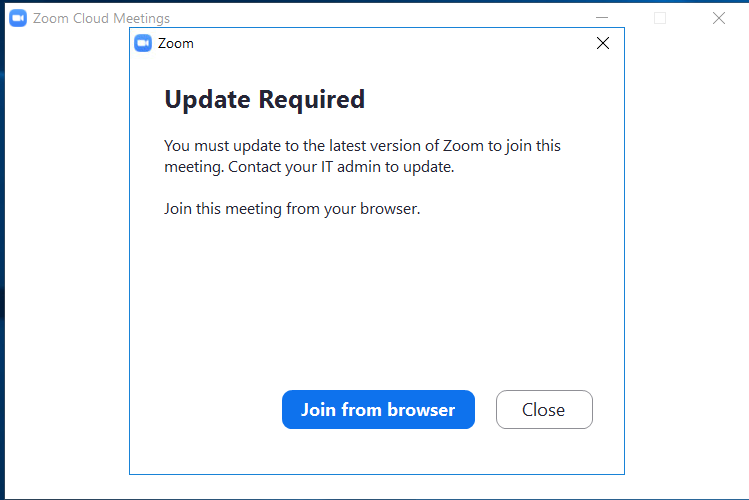 Zoom Cloud Meetings
Zoom
Update Required
You must update to the latest version of Zoom to join this
meeting. Contact your IT admin to update.
Join this meeting from your browser.
Join from browser
Close